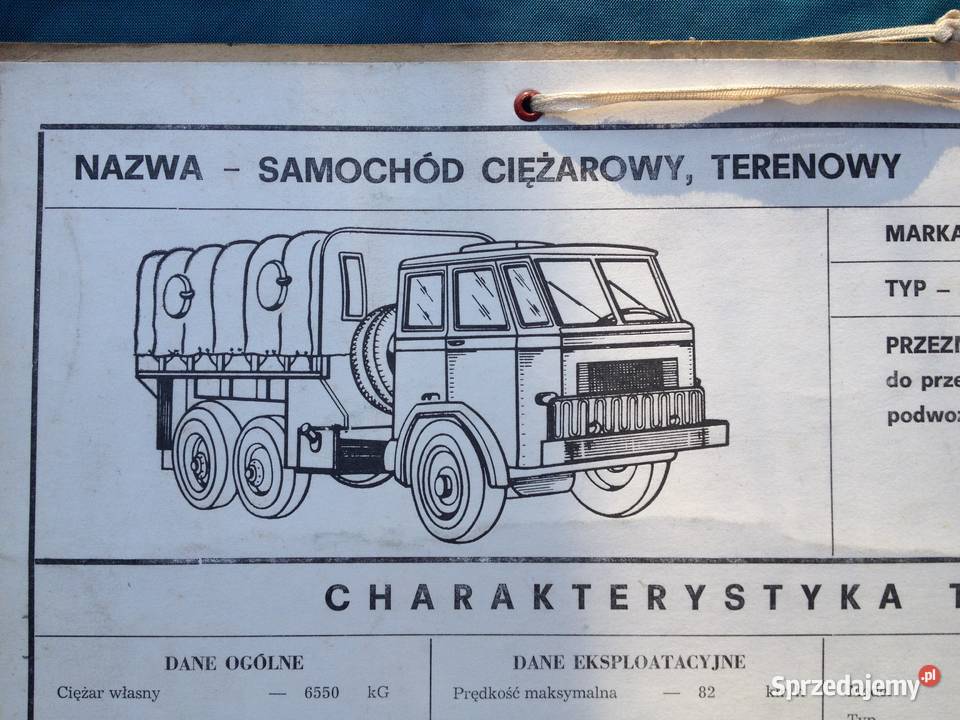 NAZWA - SAMOCHÓD CIĘŻAROWY, TERENOWY
MARKA
TYP -
PRZEZN
do prze
podwoz
CHARAKTERYSTYKA T
DANE OGÓLNE
Ciężar własny — 6550 kG
DANE EKSPLOATACYJNE
Prędkość maksymalna — 82
Sprzedajemy.pl